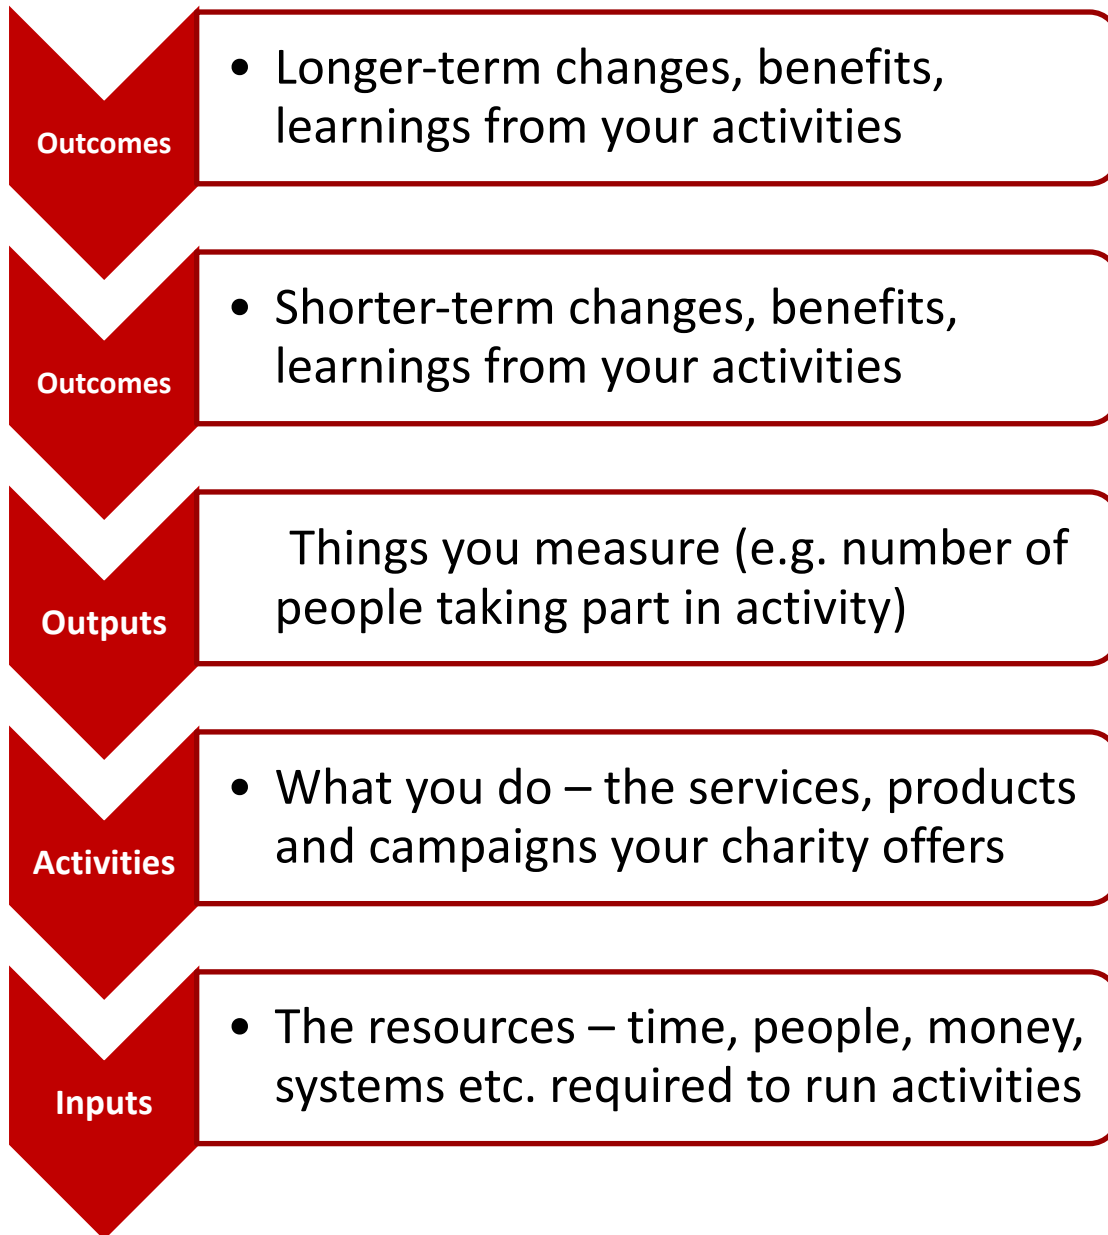 Outcomes
• Longer-term changes, benefits,
learnings from your activities
Outcomes
• Shorter-term changes, benefits,
learnings from your activities
Outputs
Things you measure (e.g. number of
people taking part in activity)
Activities
• What you do – the services, products
and campaigns your charity offers
Inputs
• The resources – time, people, money,
systems etc. required to run activities